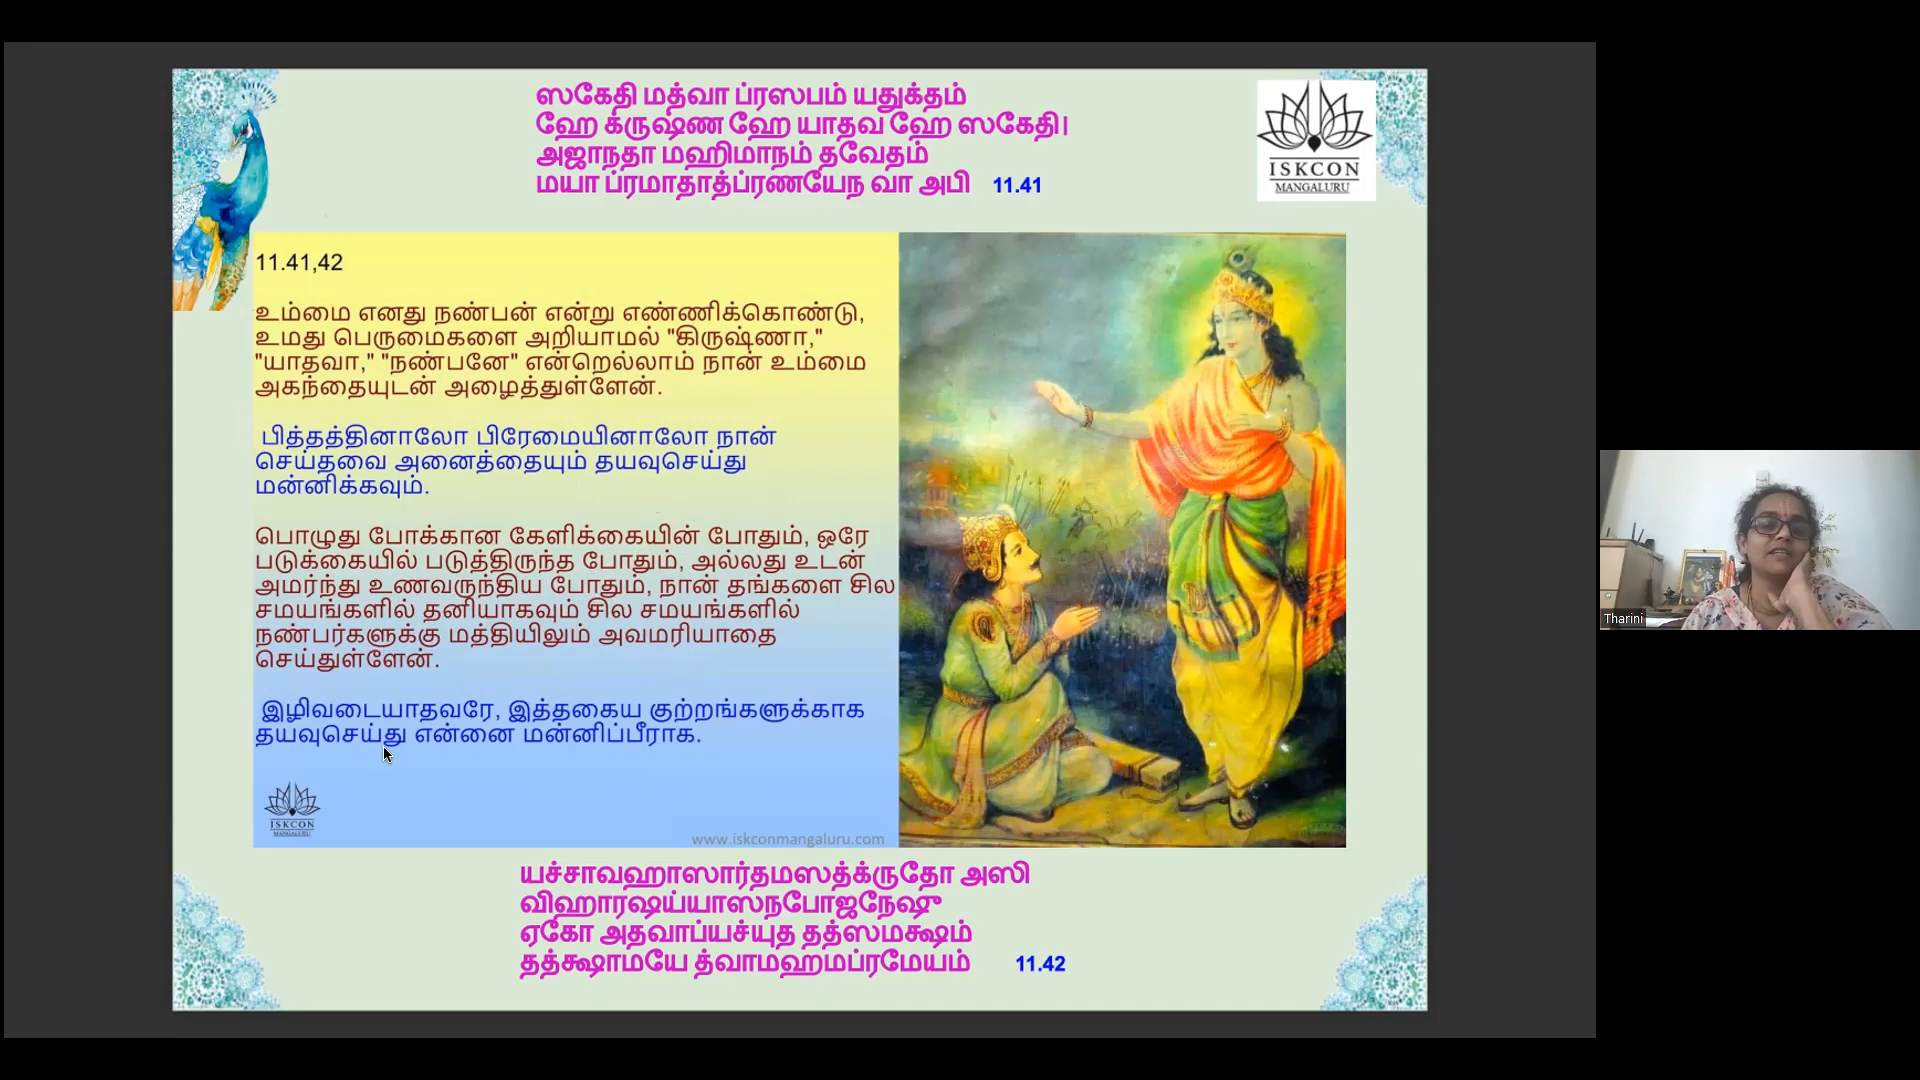 ஸகேதி மத்வா ப்ரஸபம் யதுக்தம்
ஹே க்ருஷ்ண ஹே யாதவ ஹே ஸகேதி|
அஜாநதா மஹிமாநம் தவேதம்
மயா ப்ரமாதாத்ப்ரணயேந வா அபி 11.41
ISKCON
MANGALURU
11.41,42
உம்மை எனது நண்பன் என்று எண்ணிக்கொண்டு,
உமது பெருமைகளை அறியாமல் "கிருஷ்ணா,"
"யாதவா," "நண்பனே" என்றெல்லாம் நான் உம்மை
அகந்தையுடன் அழைத்துள்ளேன்.
பித்தத்தினாலோ பிரேமையினாலோ நான்
செய்தவை அனைத்தையும் தயவுசெய்து
மன்னிக்கவும்.
பொழுது போக்கான கேளிக்கையின் போதும், ஒரே
படுக்கையில் படுத்திருந்த போதும், அல்லது உடன்
அமர்ந்து உணவருந்திய போதும், நான் தங்களை சில
சமயங்களில் தனியாகவும் சில சமயங்களில்
நண்பர்களுக்கு மத்தியிலும் அவமரியாதை
செய்துள்ளேன்.
இழிவடையாதவரே, இத்தகைய குற்றங்களுக்காக
தயவுசெய்து என்னை மன்னிப்பீராக.
ISKCON
MANGALURU
www.iskconmangaluru.com
யச்சாவஹாஸார்தமஸத்க்ருதோ அஸி
விஹாரஷய்யாஸநபோஜநேஷு
ஏகோ அதவாப்யச்யுத தத்ஸமக்ஷம்
தத்க்ஷாமயே த்வாமஹமப்ரமேயம் 11.42
Tharini